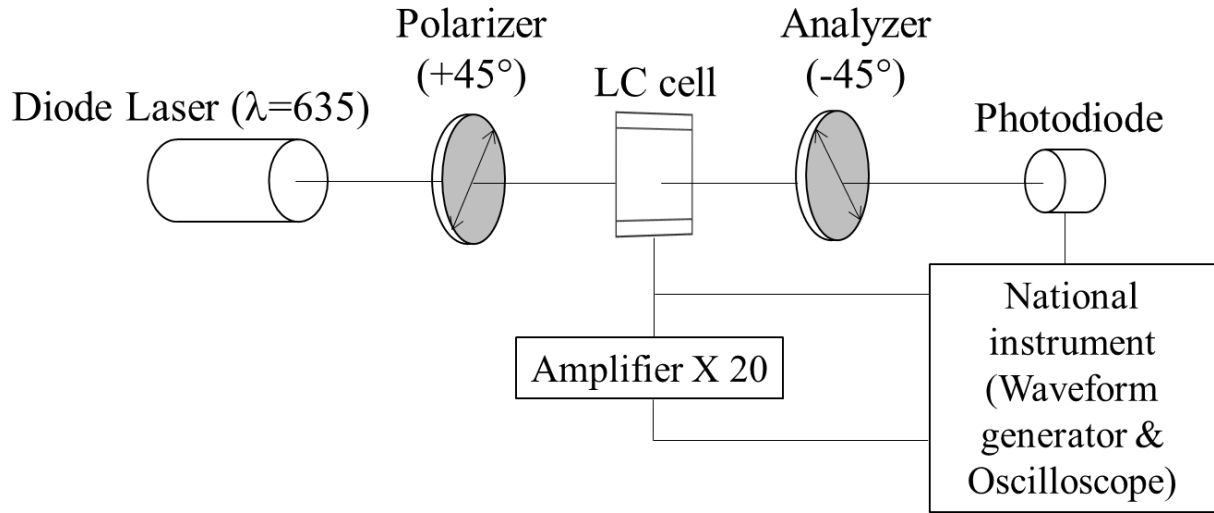 Polarizer
(+45°)
Analyzer
(-45°)
LC cell
Diode Laser (λ=635)
Photodiode
National
instrument
(Waveform
generator &
Oscilloscope)
Amplifier X 20